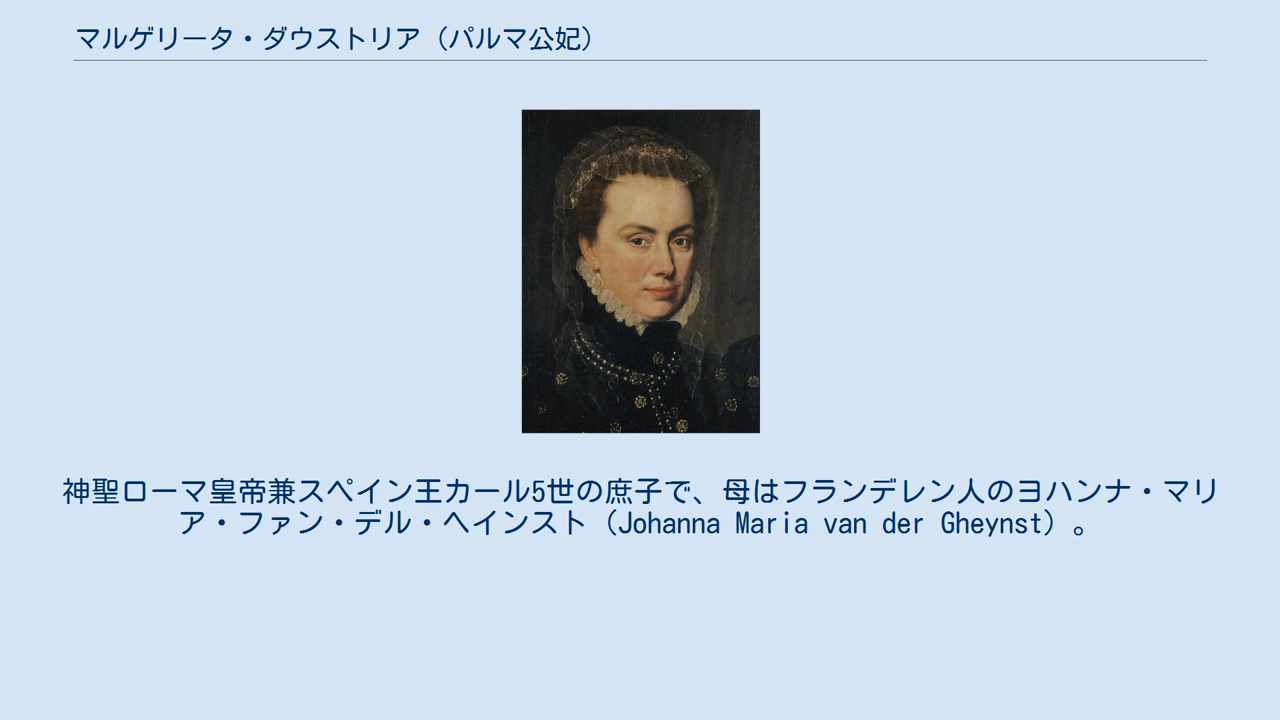 マルゲリータ・ダウストリア（パルマ公妃）
神聖ローマ皇帝兼スペイン王カール5世の庶子で、母はフランデレン人のヨハンナ・マリ
ア・ファン・デル・ヘインスト（Johanna Maria van der Gheynst）。